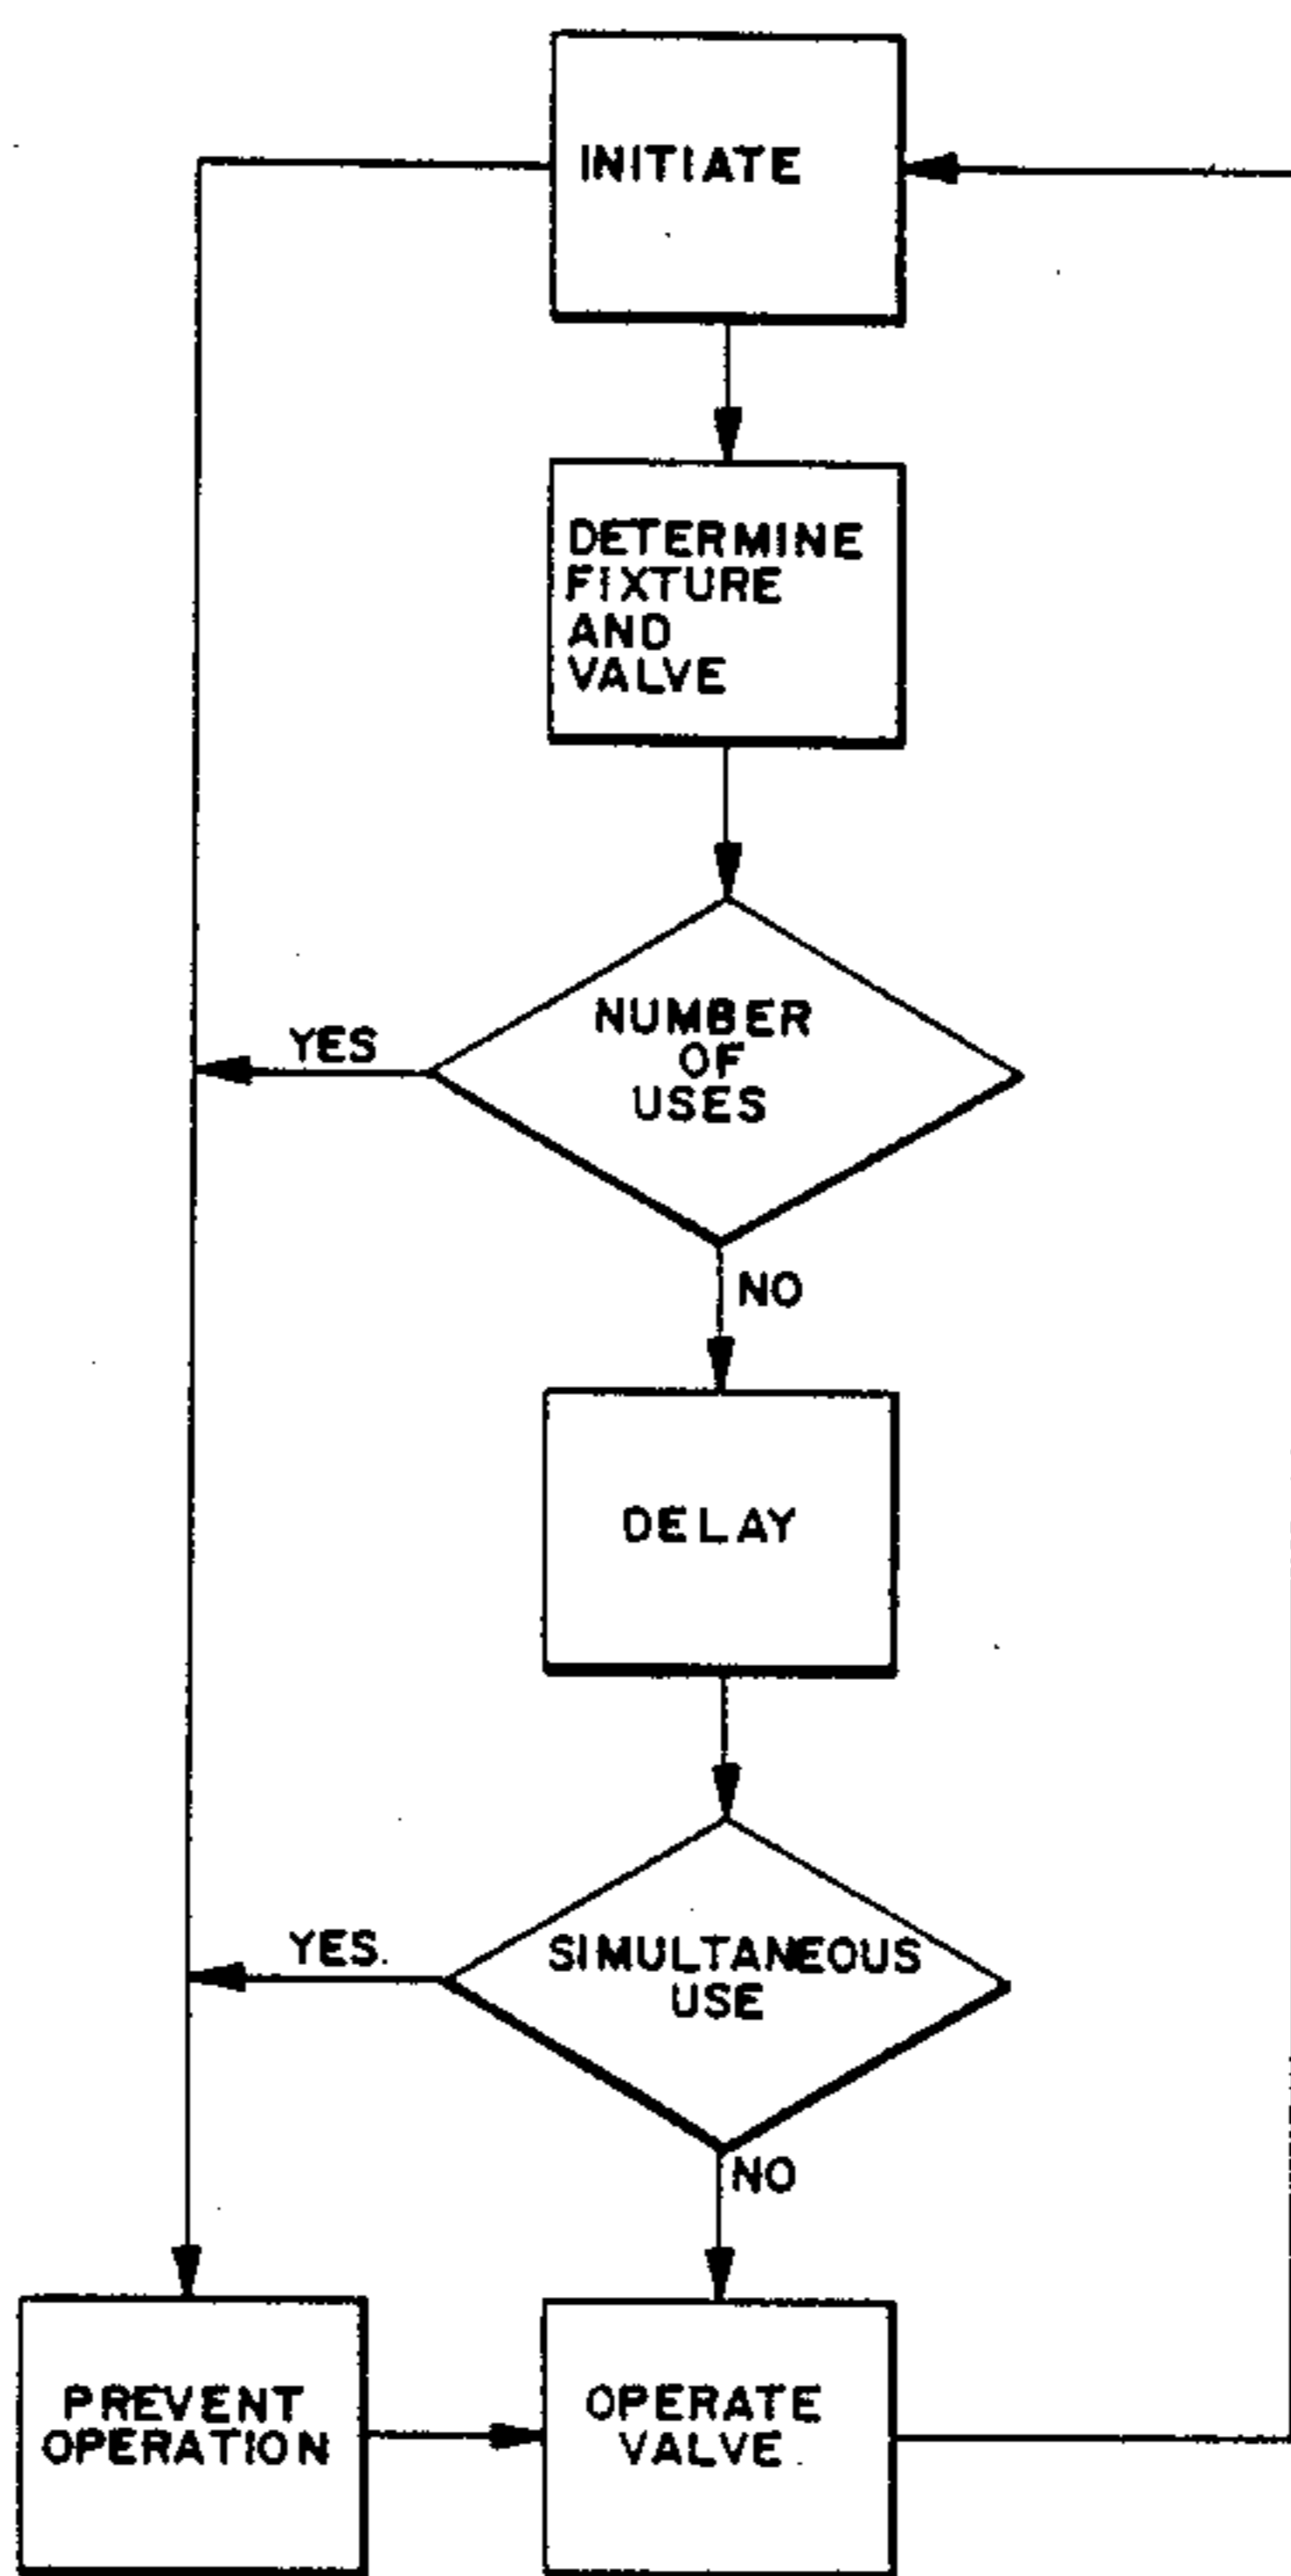 INITIATE
DETERMINE
FIXTURE
AND
VALVE
NUMBER
OF
USES
YES
NO
DELAY
SIMULTANEOUS
USE
YES.
NO
PREVENT
OPERATION
OPERATE
VALVE